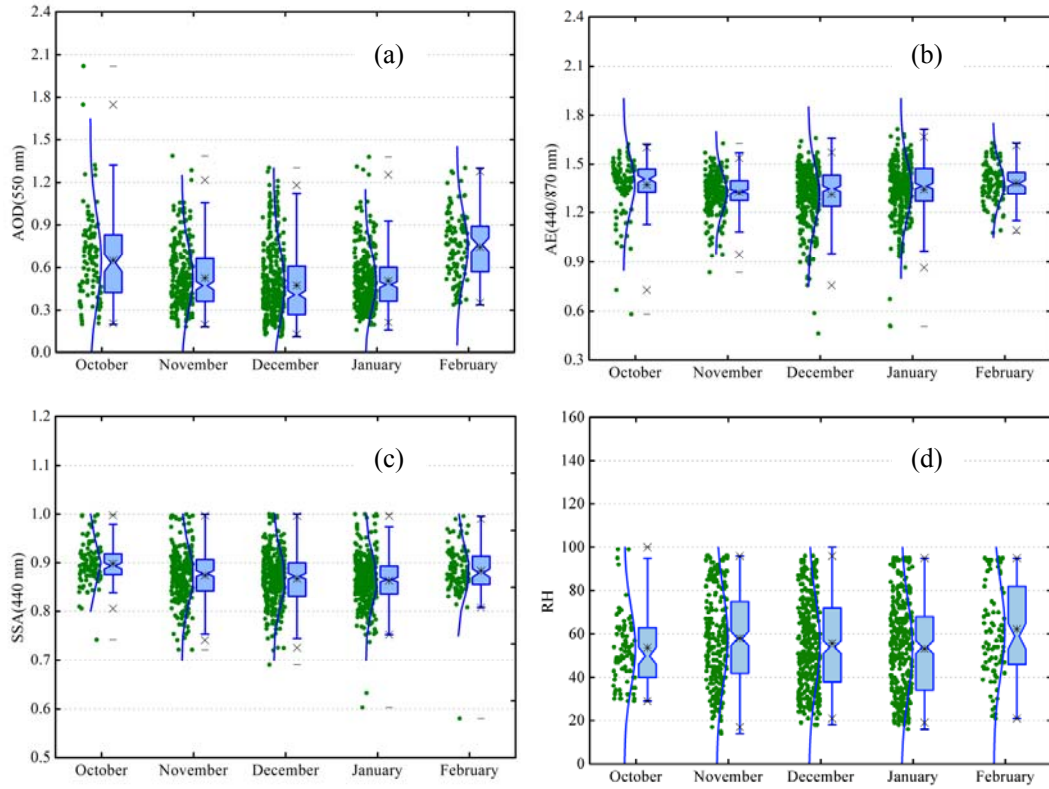 (a)
AOD(550 nm)
2.4
2.1
1.8
1.5
1.2
0.9
0.6
0.3
0.0
October November December January February
(b)
AE(440/870 nm)
2.4
2.1
1.8
1.5
1.2
0.9
0.6
0.3
October November December January February
(c)
SSA(440 nm)
1.2
1.1
1.0
0.9
0.8
0.7
0.6
0.5
October November December January February
(d)
RH
160
140
120
100
80
60
40
20
0
October November December January February